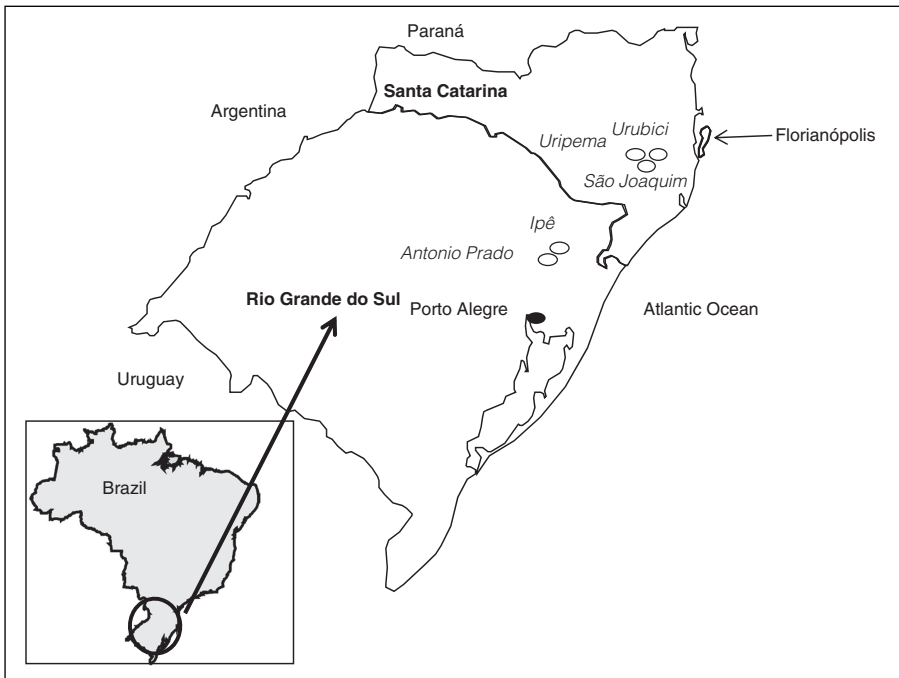 Paraná
Santa Catarina
Argentina
Urubici
Uripema
Florianópolis
São Joaquim
Ipê
Antonio Prado
Rio Grande do Sul
Porto Alegre
Atlantic Ocean
Uruguay
Brazil